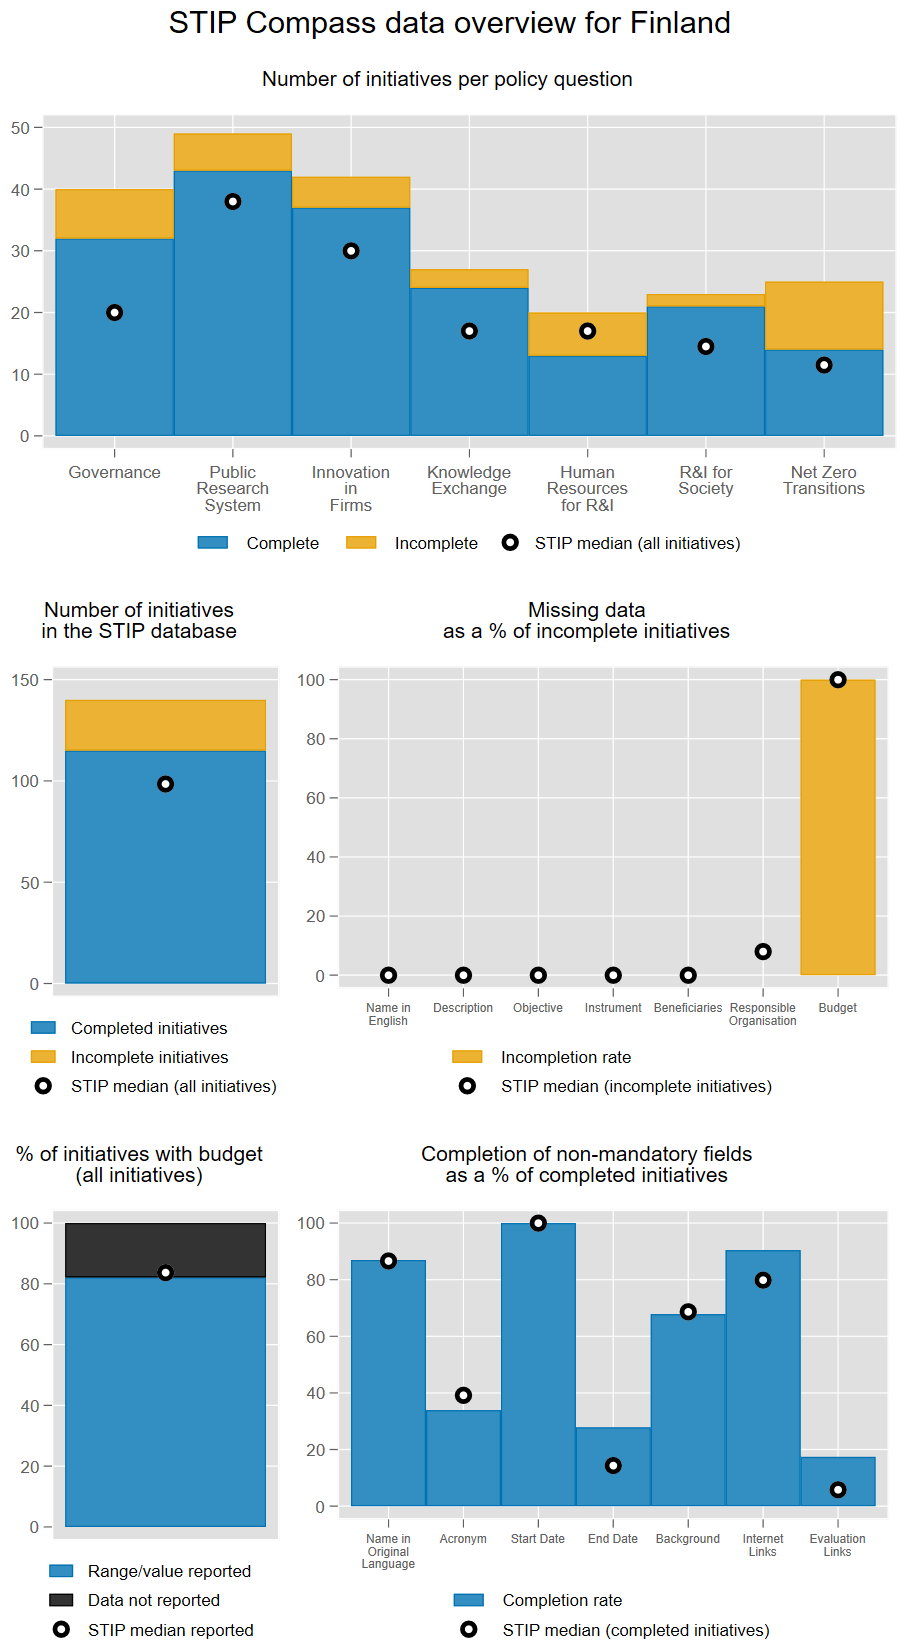 STIP Compass data overview for Finland
Number of initiatives per policy question
50
40
30
20
10
0
Governance
Public
Research
System
Innovation
in
Firms
Knowledge
Exchange
Human
Resources
for R&I
R&I for
Society
Net Zero
Transitions
Complete
Incomplete
STIP median (all initiatives)
Number of initiatives
in the STIP database
150
100
50
0
Completed initiatives
Incomplete initiatives
STIP median (all initiatives)
Missing data
as a % of incomplete initiatives
100
80
60
40
20
0
Name in
English
Description
Objective
Instrument
Beneficiaries
Responsible
Organisation
Budget
Incompletion rate
STIP median (incomplete initiatives)
% of initiatives with budget
(all initiatives)
100
80
60
40
20
0
Range/value reported
Data not reported
STIP median reported
Completion of non-mandatory fields
as a % of completed initiatives
100
80
60
40
20
0
Name in
Original
Language
Acronym
Start Date
End Date
Background
Internet
Links
Evaluation
Links
Completion rate
STIP median (completed initiatives)